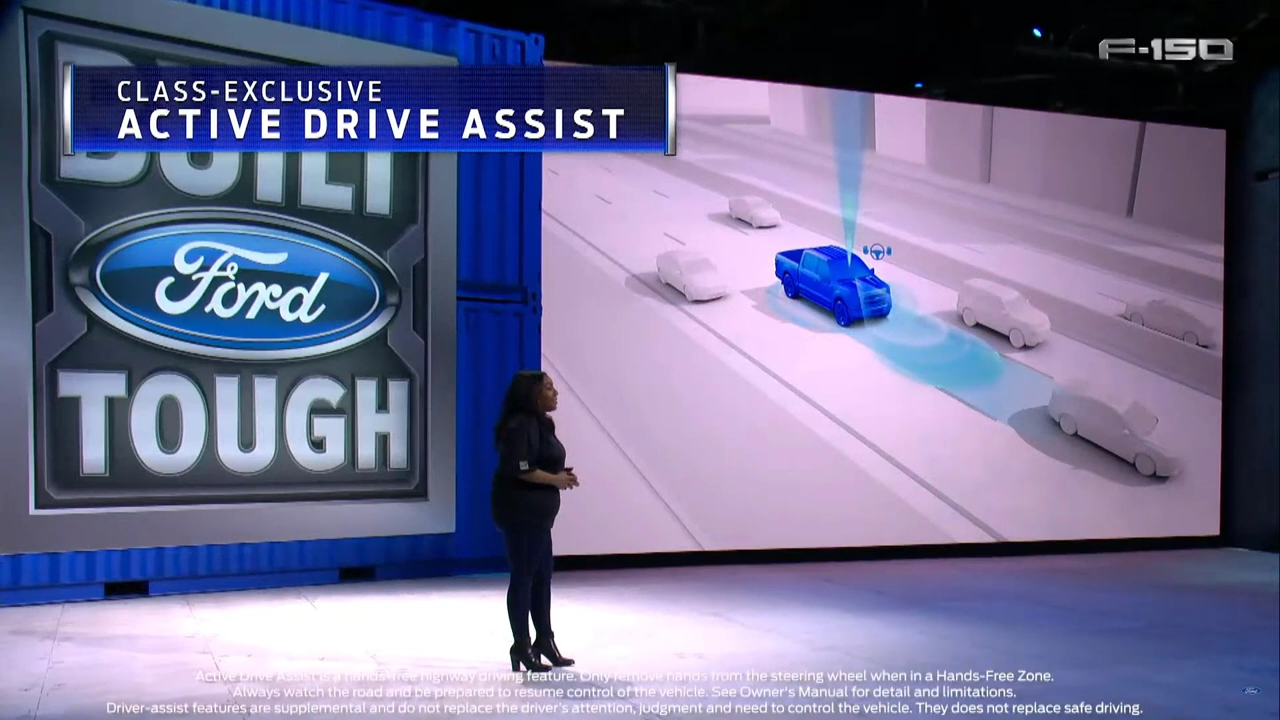 F-150
CLASS-EXCLUSIVE
ACTIVE DRIVE ASSIST
BUILT
Ford
TOUGH
Active Drive Assist is a hands-free highway driving feature. Only remove hands from the steering wheel when in a Hands-Free Zone.
Always watch the road and be prepared to resume control of the vehicle. See Owner's Manual for detail and limitations.
Driver-assist features are supplemental and do not replace the driver's attention, judgment and need to control the vehicle. They does not replace safe driving.
Ford